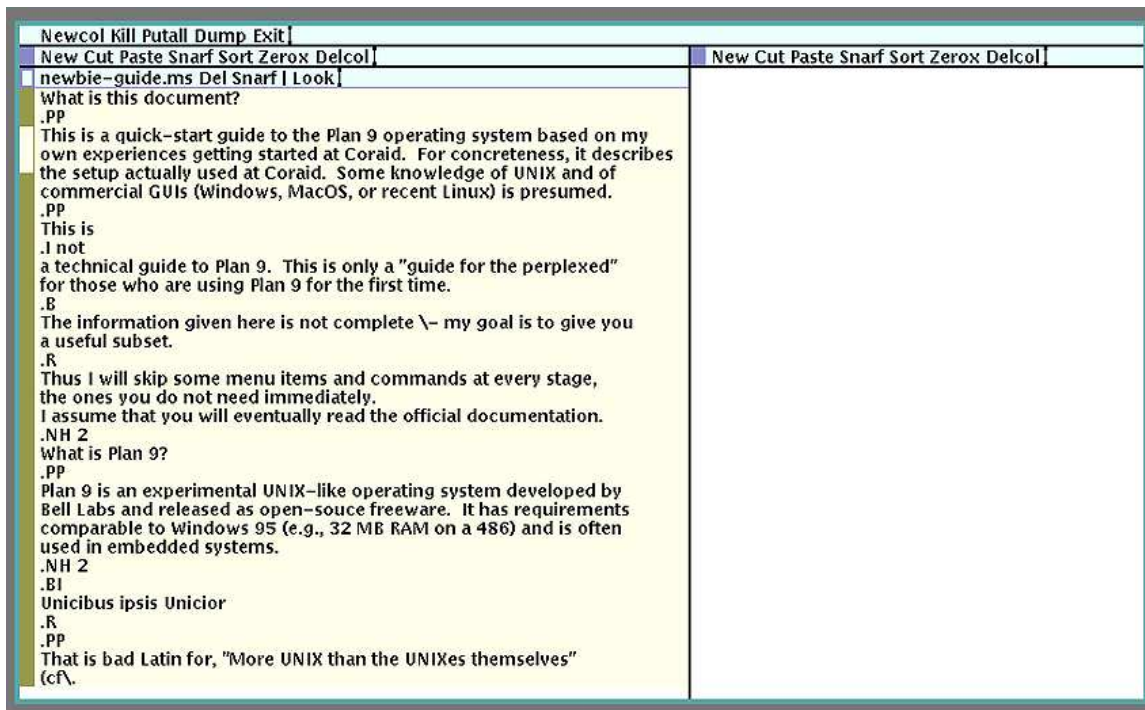 Newcol Kill Putall Dump Exit
New Cut Paste Snarf Sort Zerox Delcol
New Cut Paste Snarf Sort Zerox Delcol
newbie-guide.ms Del Snarf | Look
What is this document?
.PP
This is a quick-start guide to the Plan 9 operating system based on my
own experiences getting started at Coraid.  For concreteness, it describes
the setup actually used at Coraid.  Some knowledge of UNIX and of
commercial GUIs (Windows, MacOS, or recent Linux) is presumed.
.PP
This is
.I not
a technical guide to Plan 9.  This is only a "guide for the perplexed"
for those who are using Plan 9 for the first time.
.B
The information given here is not complete \- my goal is to give you
a useful subset.
.R
Thus I will skip some menu items and commands at every stage,
the ones you do not need immediately.
I assume that you will eventually read the official documentation.
.NH 2
What is Plan 9?
.PP
Plan 9 is an experimental UNIX-like operating system developed by
Bell Labs and released as open-souce freeware.  It has requirements
comparable to Windows 95 (e.g., 32 MB RAM on a 486) and is often
used in embedded systems.
.NH 2
.BI
Unicibus ipsis Unicior
.R
.PP
That is bad Latin for, "More UNIX than the UNIXes themselves"
(cf\.